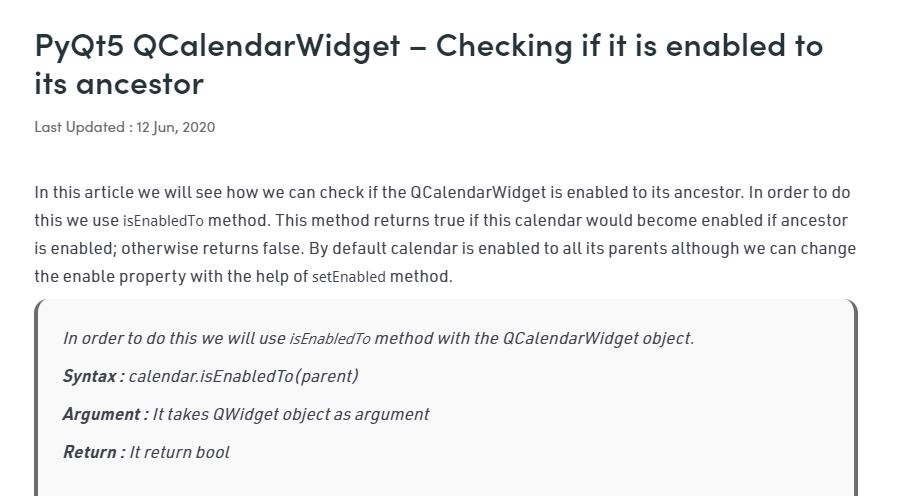 PyQt5 QCalendarWidget – Checking if it is enabled to
its ancestor
Last Updated : 12 Jun, 2020
In this article we will see how we can check if the QCalendarWidget is enabled to its ancestor. In order to do
this we use isEnabledTo method. This method returns true if this calendar would become enabled if ancestor
is enabled; otherwise returns false. By default calendar is enabled to all its parents although we can change
the enable property with the help of setEnabled method.
In order to do this we will use isEnabledTo method with the QCalendarWidget object.
Syntax : calendar.isEnabledTo(parent)
Argument : It takes QWidget object as argument
Return : It return bool